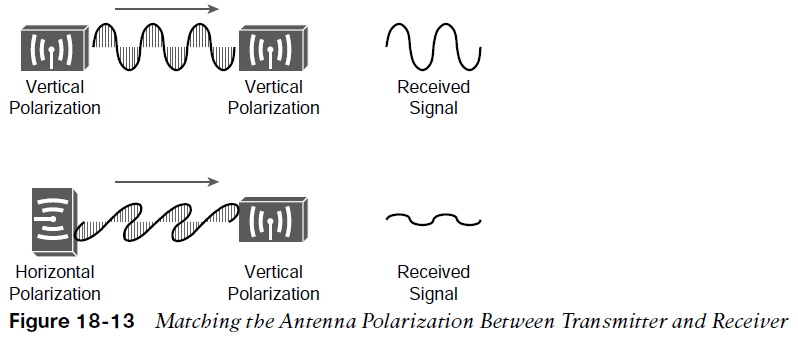 Vertical
Polarization
Vertical
Polarization
Received
Signal
Horizontal
Polarization
Vertical
Polarization
Received
Signal
Figure 18-13 Matching the Antenna Polarization Between Transmitter and Receiver